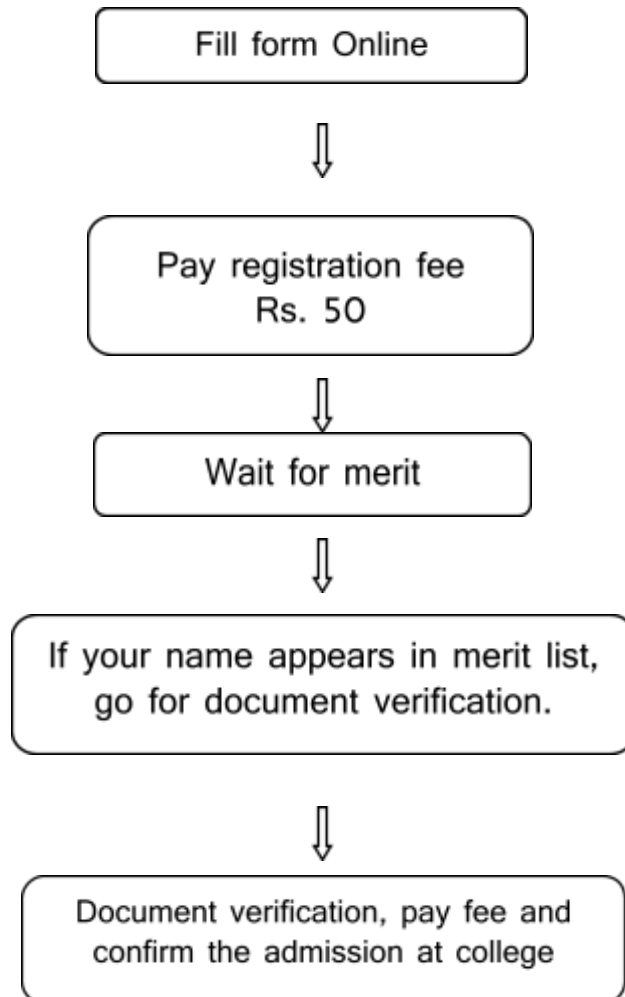 Fill form Online
Pay registration fee
Rs. 50
Wait for merit
If your name appears in merit list,
go for document verification.
Document verification, pay fee and
confirm the admission at college